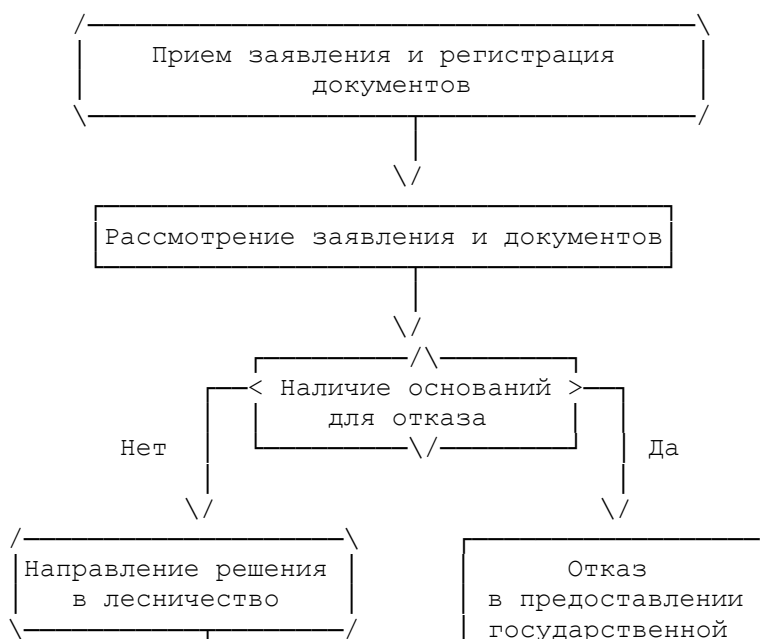 Прием заявления и регистрация
документов
Рассмотрение заявления и документов
Наличие оснований
для отказа
Нет
Да
Направление решения
в лесничество
Отказ
в предоставлении
государственной